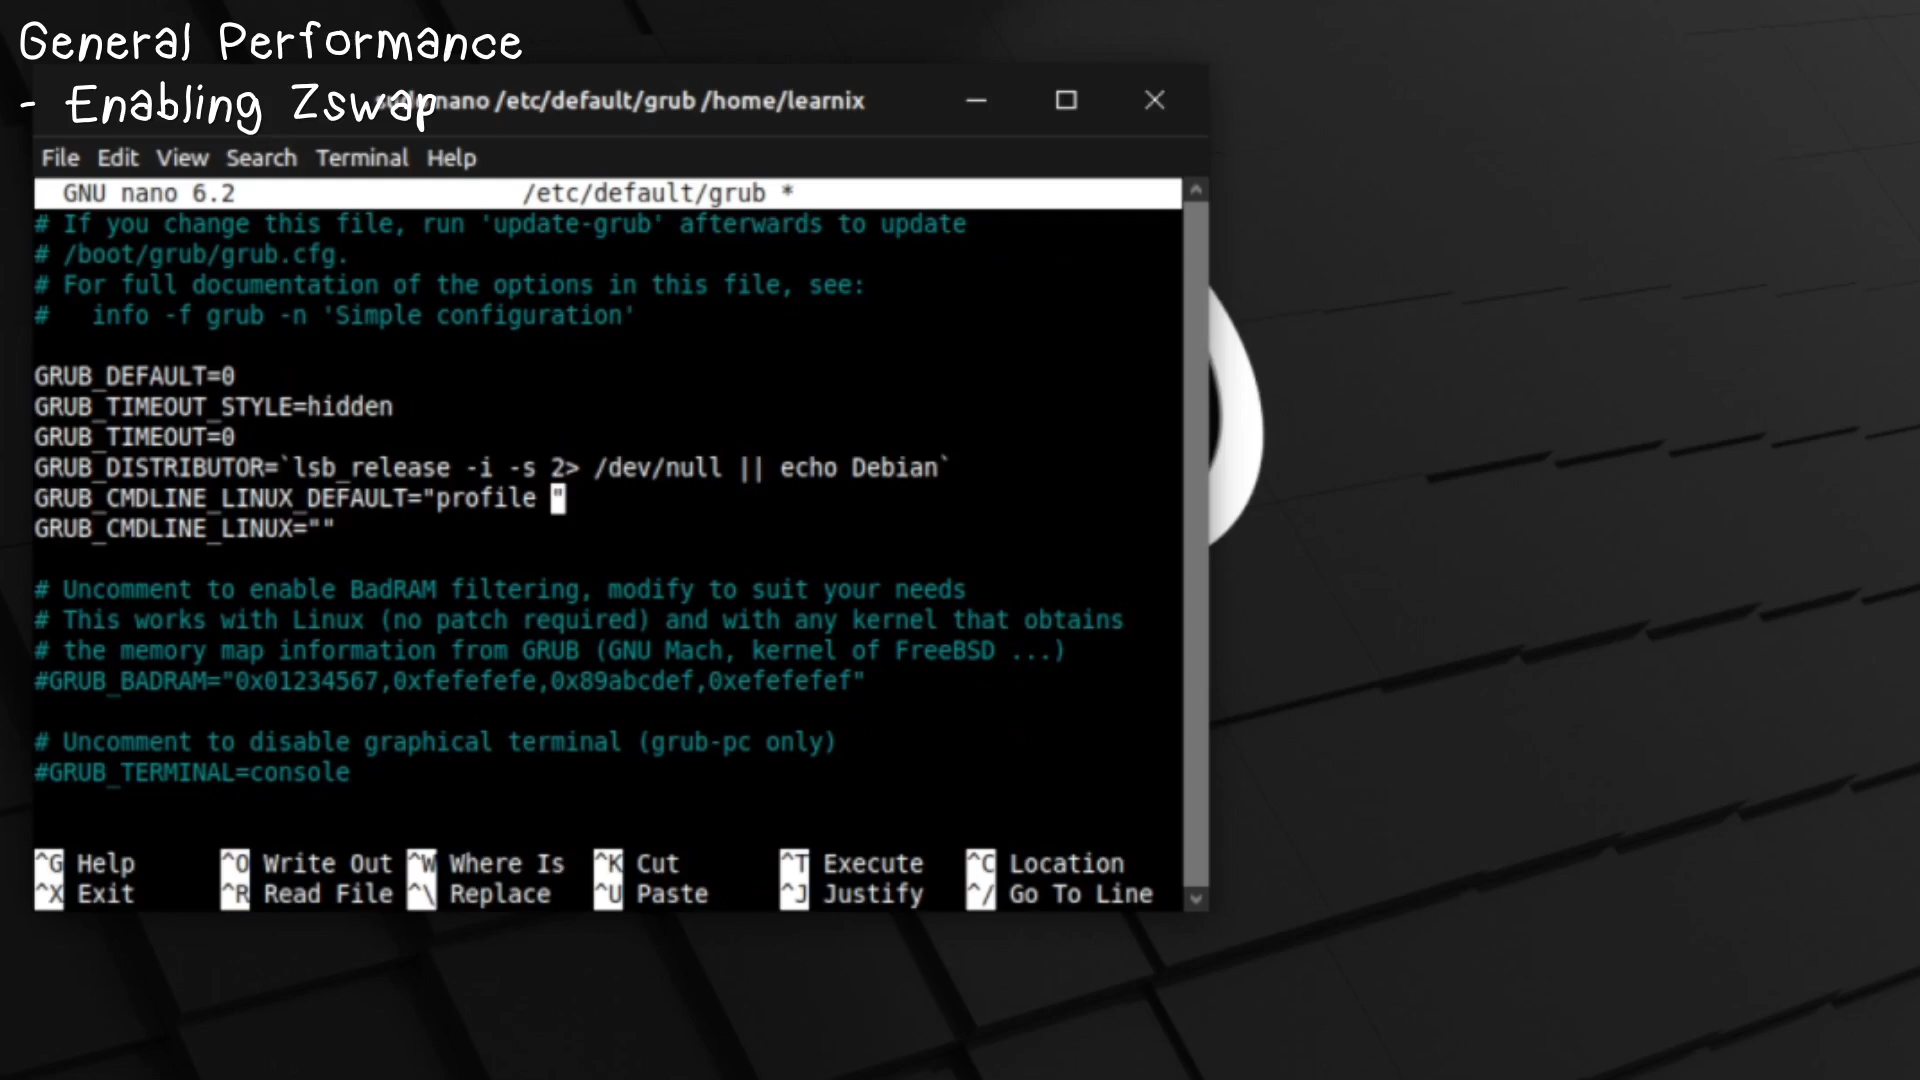 General Performance
- Enabling Zswap
nano /etc/default/grub /home/learnix
File Edit View Search Terminal Help
GNU nano 6.2 /etc/default/grub *
# If you change this file, run 'update-grub' afterwards to update
# /boot/grub/grub.cfg.
# For full documentation of the options in this file, see:
#   info -f grub -n 'Simple configuration'
GRUB_DEFAULT=0
GRUB_TIMEOUT_STYLE=hidden
GRUB_TIMEOUT=0
GRUB_DISTRIBUTOR=`lsb_release -i -s 2> /dev/null || echo Debian`
GRUB_CMDLINE_LINUX_DEFAULT="profile "
GRUB_CMDLINE_LINUX=""
# Uncomment to enable BadRAM filtering, modify to suit your needs
# This works with Linux (no patch required) and with any kernel that obtains
# the memory map information from GRUB (GNU Mach, kernel of FreeBSD ...)
#GRUB_BADRAM="0x01234567,0xfefefefe,0x89abcdef,0xefefefef"
# Uncomment to disable graphical terminal (grub-pc only)
#GRUB_TERMINAL=console
^G Help ^O Write Out ^W Where Is ^K Cut ^T Execute ^C Location
^X Exit ^R Read File ^\ Replace ^U Paste ^J Justify ^/ Go To Line